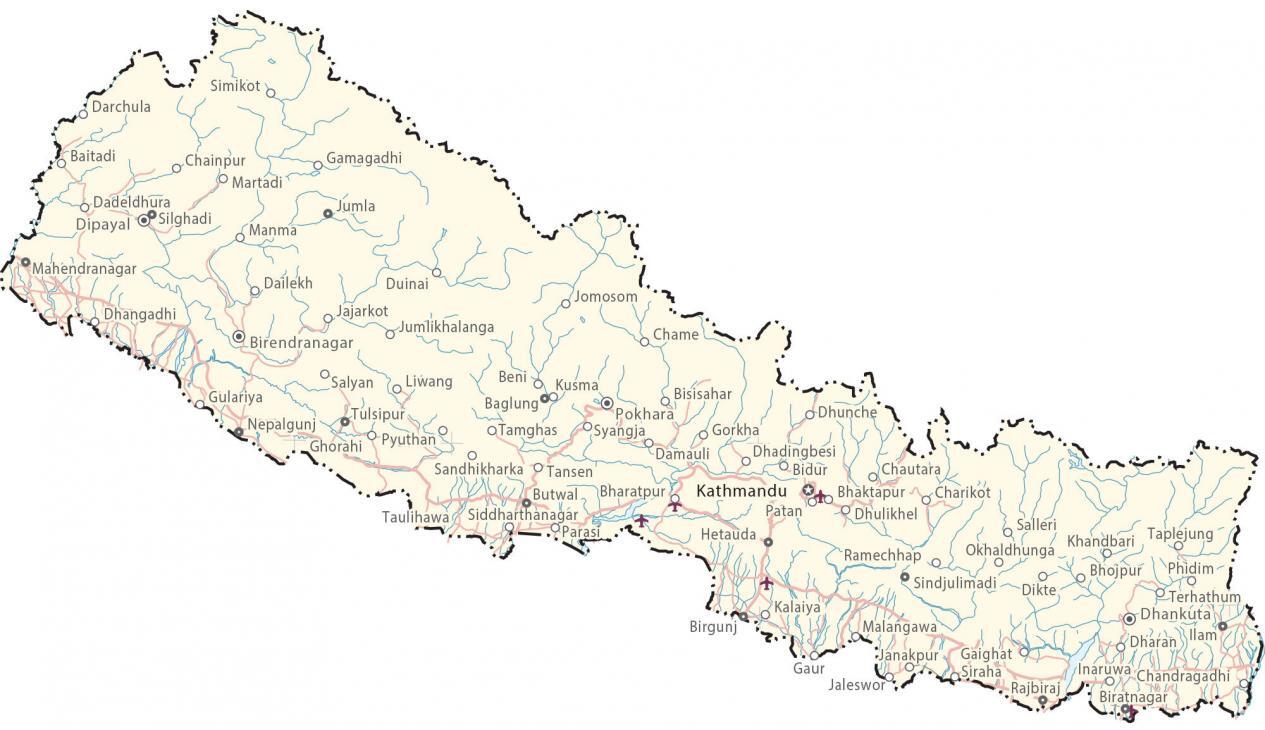 Simikot
Darchula
Baitadi
Chainpur
Gamagadhi
Martadi
Dadeldhura
Jumla
Silghadi
Dipayal
Manma
Mahendranagar
Duinai
Dailekh
Jomosom
Dhangadhi
Jajarkot
Jumlikhalanga
Chame
Birendranagar
Beni
Salyan
Liwang
Kusma
Bisisahar
Gulariya
Baglung
Tulsipur
Pokhara
Dhunche
Nepalgunj
Tamghas
Syangja
Gorkha
Ghorahi
Pyuthan
Damauli
Dhadingbesi
Sandhikharka
Tansen
Bidur
Chautara
Butwal
Bharatpur
Kathmandu
Bhaktapur
Charikot
Taulihawa
Siddharthanagar
Patan
Dhulikhel
Parasi
Hetauda
Salleri
Taplejung
Khandbari
Okhaldhunga
Ramechhap
Phidim
Bhojpur
Sindjulimadi
Dikte
Terhathum
Kalaiya
Dhankuta
Birgunj
Malangawa
Ilam
Dharan
Janakpur
Gaighat
Gaur
Siraha
Inaruwa
Chandragadhi
Jaleswor
Rajbiraj
Biratnagar